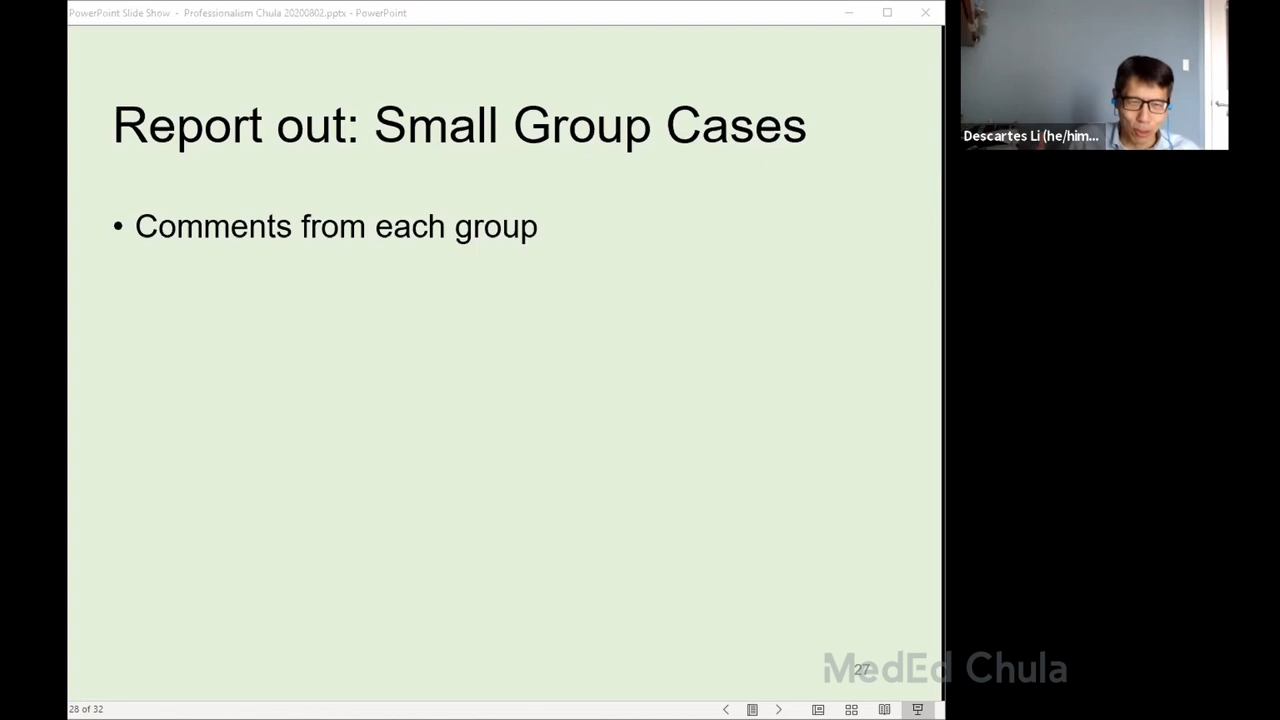 PowerPoint Slide Show - Professionalism Chula 20200802.pptx - PowerPoint
Report out: Small Group Cases
• Comments from each group
Descartes Li (he/him...
27
MedEd Chula
28 of 32